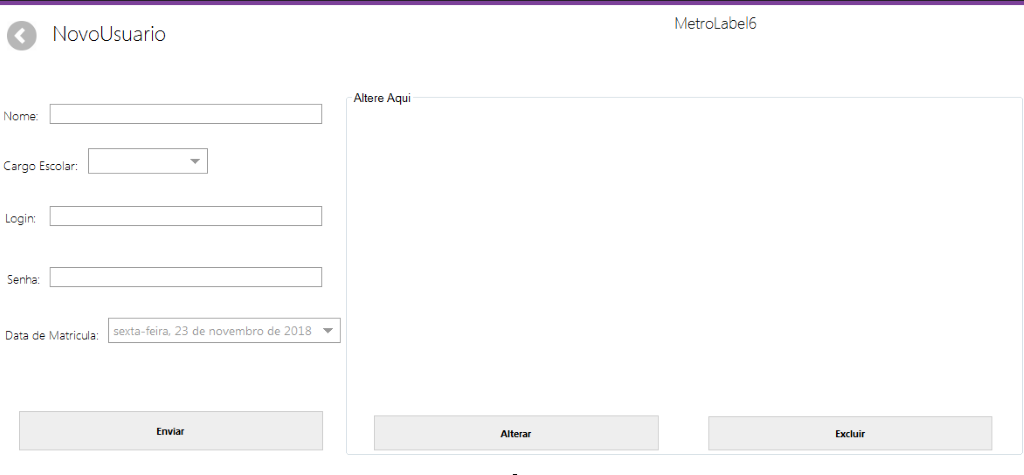 NovoUsuario
MetroLabel6
Nome:
Cargo Escolar:
Login:
Senha:
Data de Matricula: sexta-feira, 23 de novembro de 2018
Enviar
Altere Aqui
Alterar
Excluir